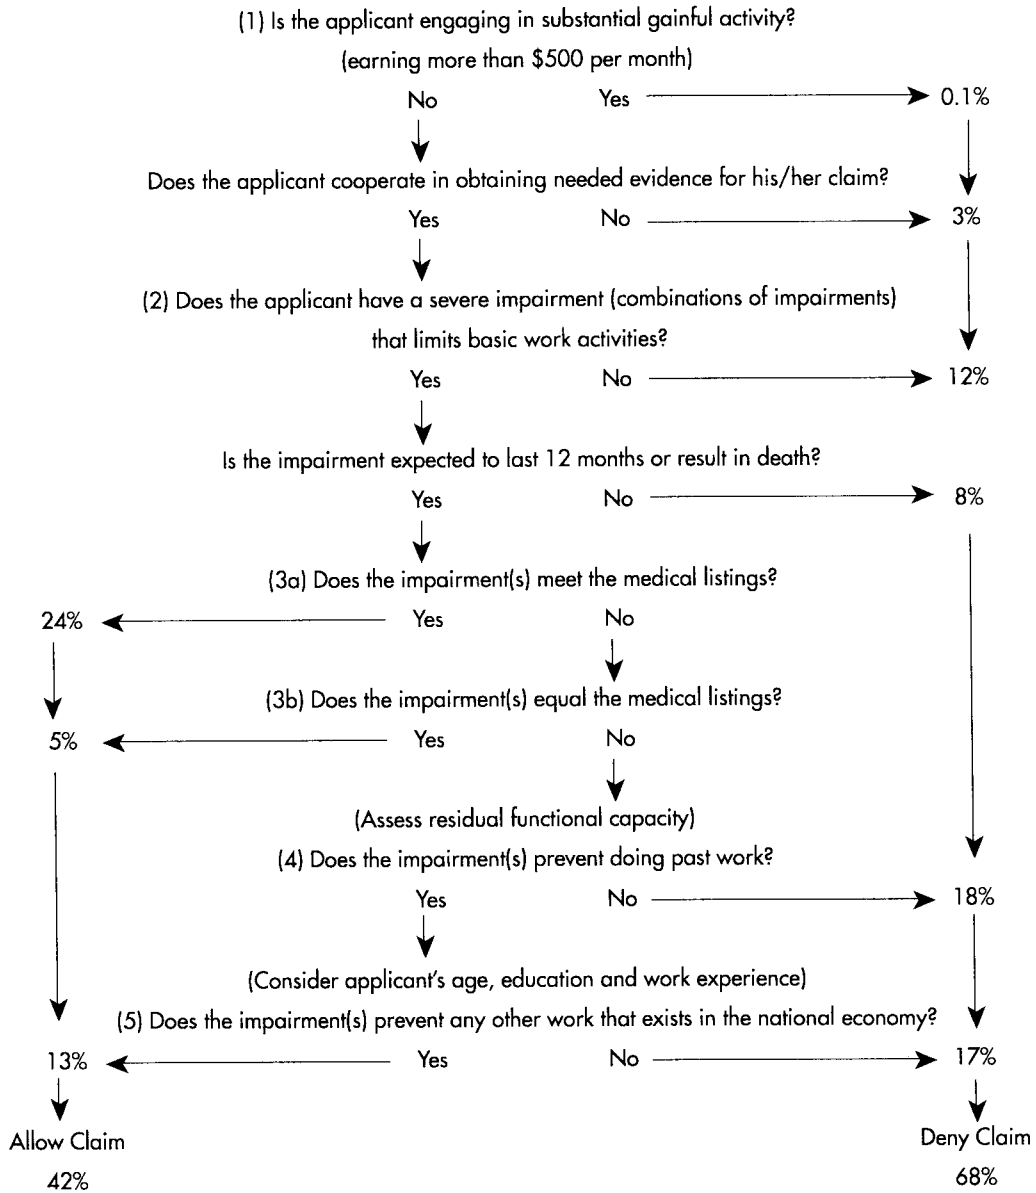 (1) Is the applicant engaging in substantial gainful activity?
(earning more than $500 per month)
No Yes 0.1%
Does the applicant cooperate in obtaining needed evidence for his/her claim?
Yes No 3%
(2) Does the applicant have a severe impairment (combinations of impairments)
that limits basic work activities?
Yes No 12%
Is the impairment expected to last 12 months or result in death?
Yes No 8%
(3a) Does the impairment(s) meet the medical listings?
24% Yes No
(3b) Does the impairment(s) equal the medical listings?
5% Yes No
(Assess residual functional capacity)
(4) Does the impairment(s) prevent doing past work?
Yes No 18%
(Consider applicant's age, education and work experience)
(5) Does the impairment(s) prevent any other work that exists in the national economy?
13% Yes No 17%
Allow Claim Deny Claim
42% 68%